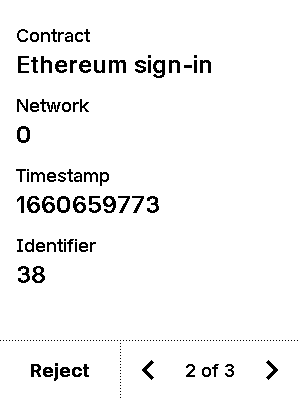 Contract
Ethereum sign-in
Network
0
Timestamp
1660659773
Identifier
38
Reject
2 of 3